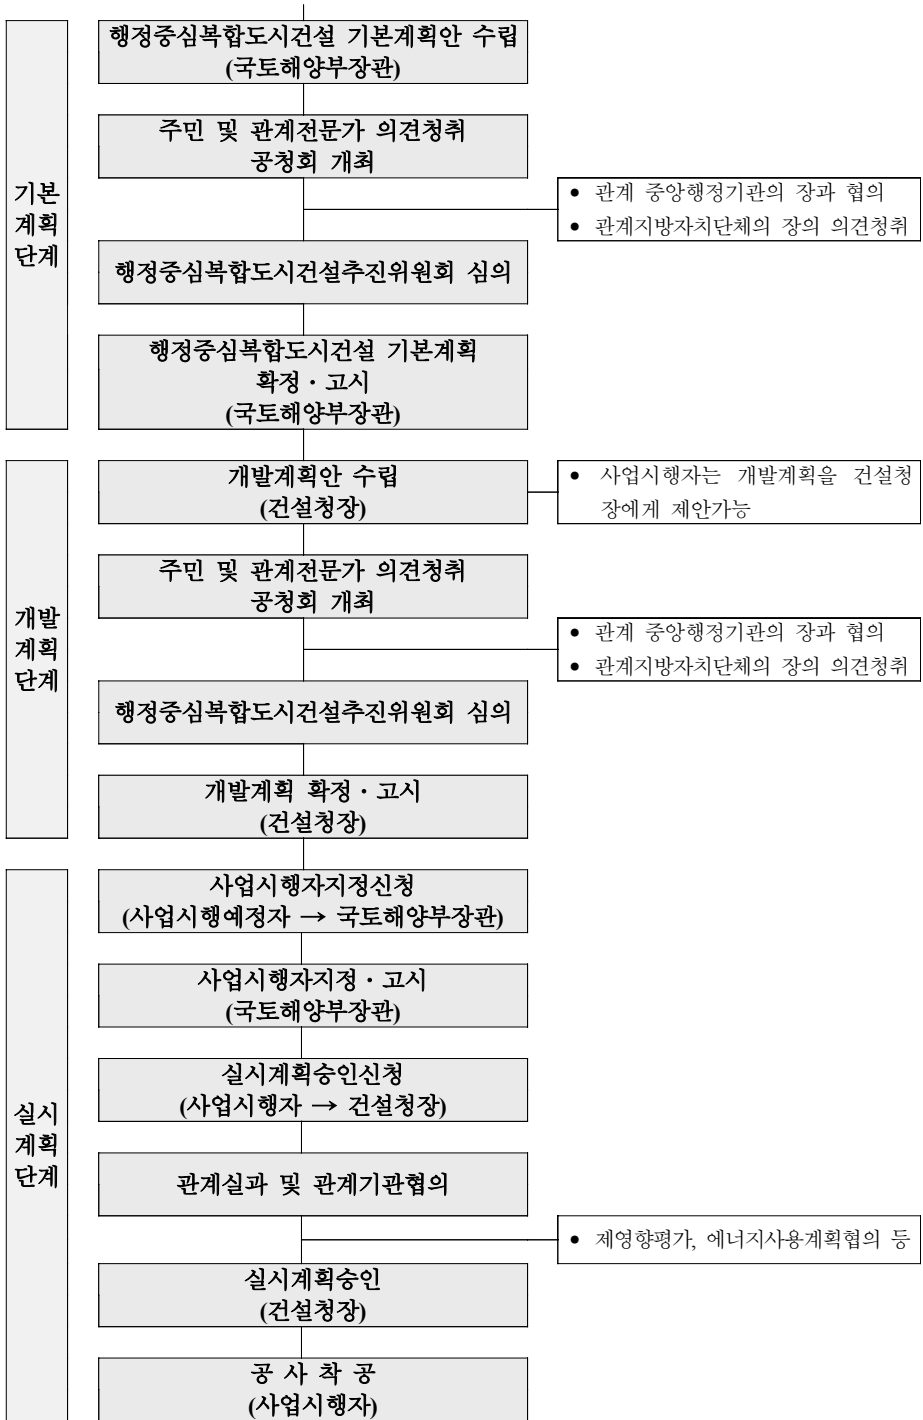 기본
계획
단계
행정중심복합도시건설 기본계획안 수립
(국토해양부장관)
주민 및 관계전문가 의견청취
공청회 개최
• 관계 중앙행정기관의 장과 협의
• 관계지방자치단체의 장의 의견청취
행정중심복합도시건설추진위원회 심의
행정중심복합도시건설 기본계획
확정 · 고시
(국토해양부장관)
개발
계획
단계
개발계획안 수립
(건설청장)
• 사업시행자는 개발계획을 건설청
장에게 제안가능
주민 및 관계전문가 의견청취
공청회 개최
• 관계 중앙행정기관의 장과 협의
• 관계지방자치단체의 장의 의견청취
행정중심복합도시건설추진위원회 심의
개발계획 확정 · 고시
(건설청장)
실시
계획
단계
사업시행자지정신청
(사업시행예정자 → 국토해양부장관)
사업시행자지정 · 고시
(국토해양부장관)
실시계획승인신청
(사업시행자 → 건설청장)
관계실과 및 관계기관협의
• 제영향평가, 에너지사용계획협의 등
실시계획승인
(건설청장)
공 사 착 공
(사업시행자)